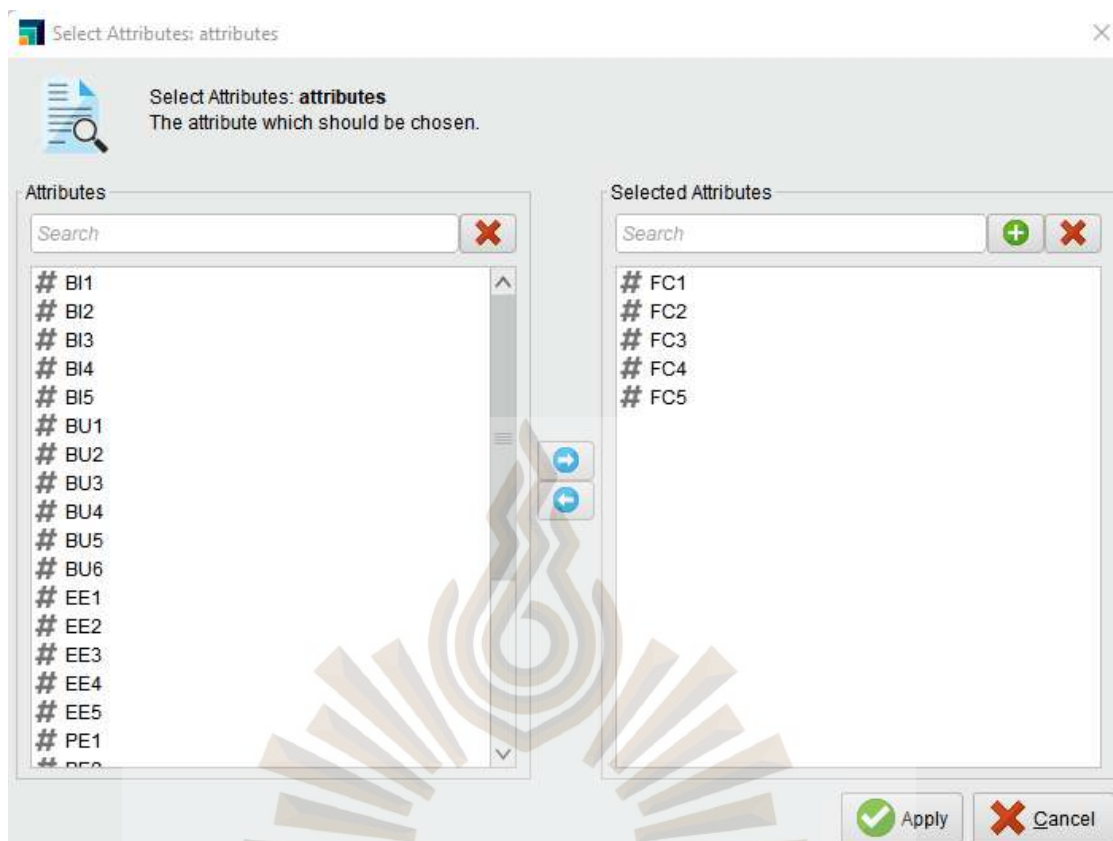 Select Attributes: attributes
Select Attributes: attributes
The attribute which should be chosen.
Attributes
Selected Attributes
Search
Search
# BI1
# BI2
# BI3
# BI4
# BI5
# BU1
# BU2
# BU3
# BU4
# BU5
# BU6
# EE1
# EE2
# EE3
# EE4
# EE5
# PE1
# FC1
# FC2
# FC3
# FC4
# FC5
Apply
Cancel